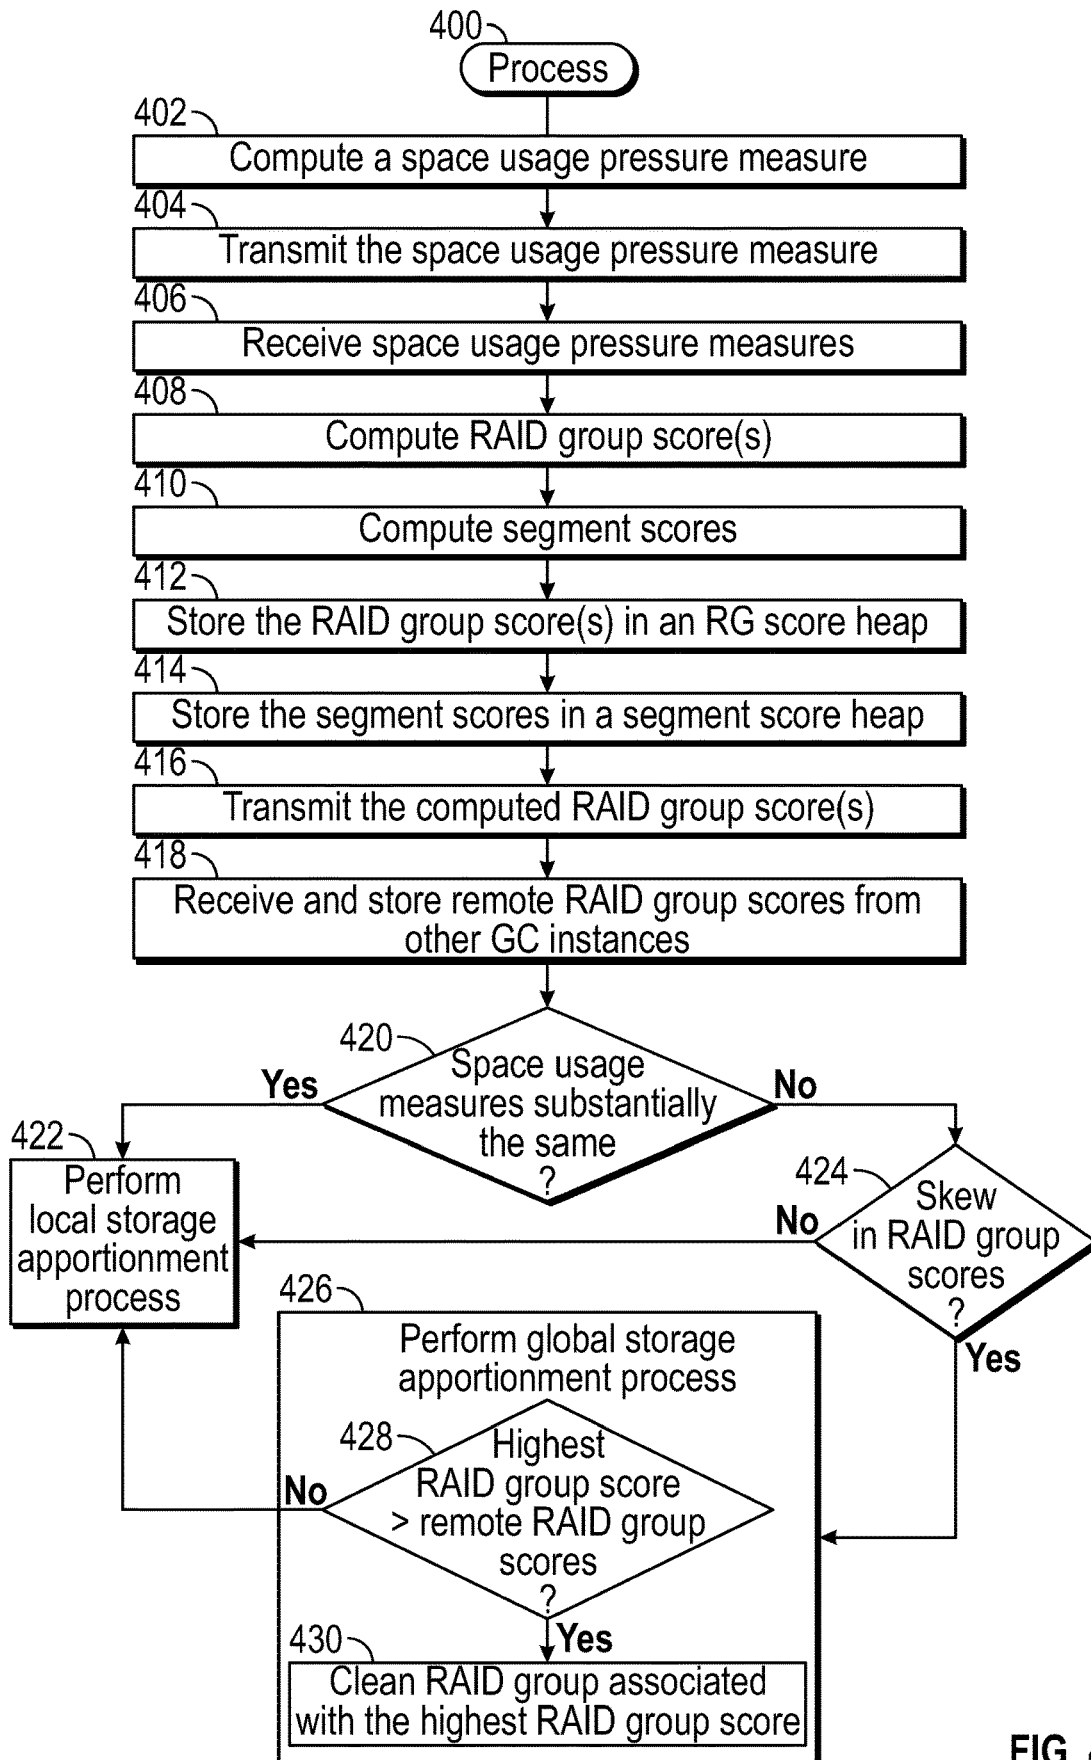 400
Process
402
Compute a space usage pressure measure
404
Transmit the space usage pressure measure
406
Receive space usage pressure measures
408
Compute RAID group score(s)
410
Compute segment scores
412
Store the RAID group score(s) in an RG score heap
414
Store the segment scores in a segment score heap
416
Transmit the computed RAID group score(s)
418
Receive and store remote RAID group scores from
other GC instances
420
Space usage
measures substantially
the same
?
Yes
No
422
Perform
local storage
apportionment
process
424
Skew
in RAID group
scores
?
No
Yes
426
Perform global storage
apportionment process
428
Highest
RAID group score
> remote RAID group
scores
?
No
Yes
430
Clean RAID group associated
with the highest RAID group score
FIG.